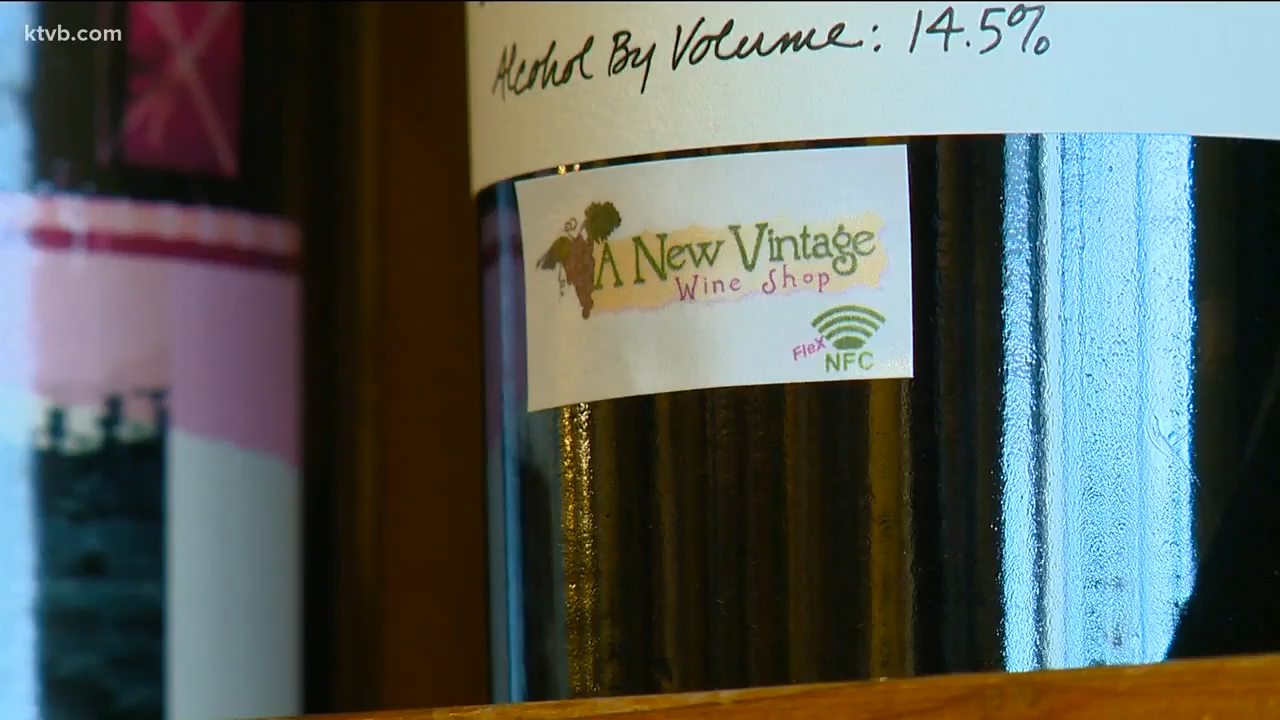 ktvb.com
Alcohol By Volume: 14.5%
A New Vintage
Wine Shop
FleX
NFC